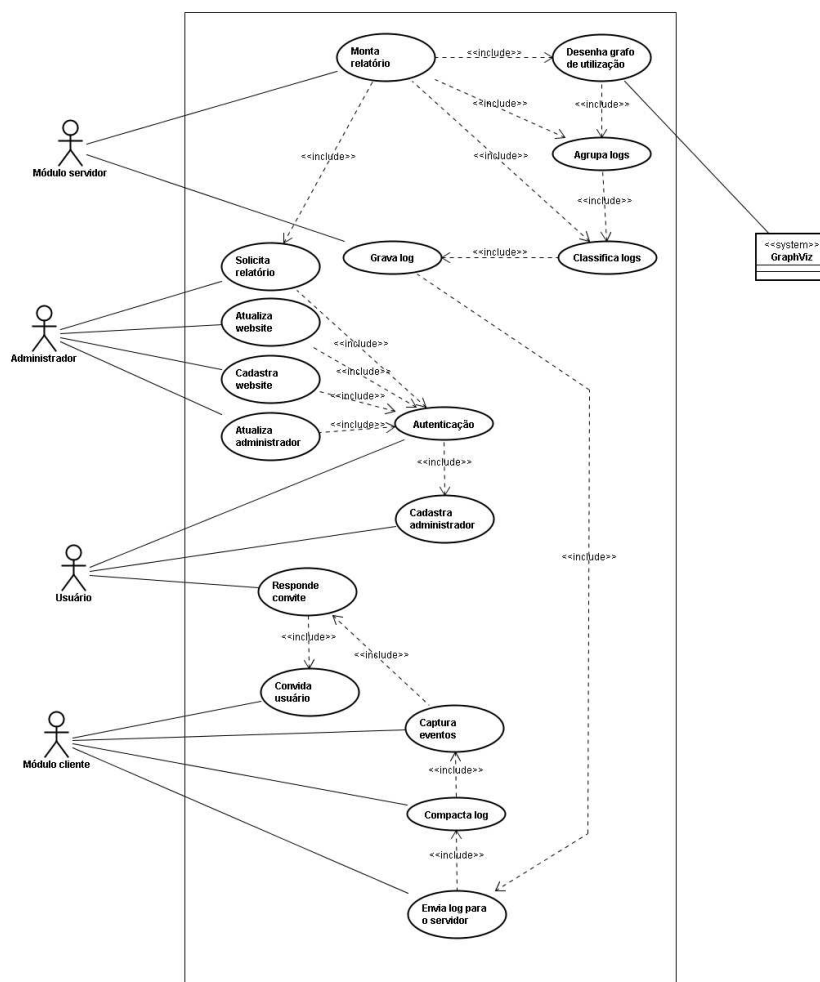 Monta
relatório
<<include>>
Desenha grafo
de utilização
<<include>>
<<include>>
Módulo servidor
<<include>>
<<include>>
Agrupa logs
<<include>>
Solicita
relatório
Grava log
<<include>>
Classifica logs
<<system>>
GraphViz
Administrador
Atualiza
website
<<include>>
Cadastra
website
<<include>>
<<include>>
Atualiza
administrador
<<include>>
Autenticação
<<include>>
Cadastra
administrador
<<include>>
Usuário
Responde
convite
<<include>>
<<include>>
Convida
usuário
Captura
eventos
Módulo cliente
<<include>>
Compacta log
<<include>>
Envia log para
o servidor